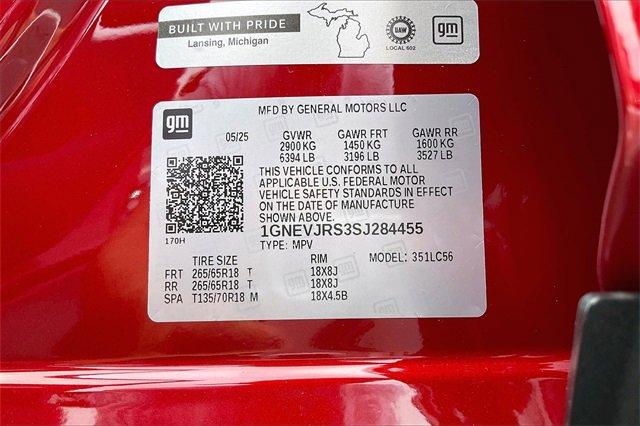 BUILT WITH PRIDE
Lansing, Michigan
UAW
LOCAL 602
gm
gm
MFD BY GENERAL MOTORS LLC
05/25 GVWR GAWR FRT GAWR RR
2900 KG 1450 KG 1600 KG
6394 LB 3196 LB 3527 LB
THIS VEHICLE CONFORMS TO ALL
APPLICABLE U.S. FEDERAL MOTOR
VEHICLE SAFETY STANDARDS IN EFFECT
ON THE DATE OF MANUFACTURE
SHOWN ABOVE.
170H
1GNEVJRS3SJ284455
TYPE: MPV
TIRE SIZE RIM 351LC56
FRT 265/65R18 T 18X8J
RR 265/65R18 T 18X8J
SPA T135/70R18 M 18X4.5B